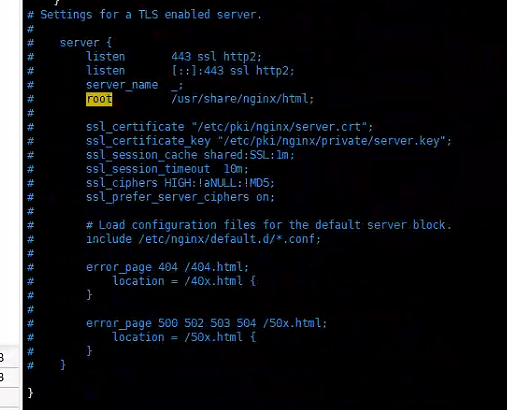 }
# Settings for a TLS enabled server.
#
#    server {
#        listen       443 ssl http2;
#        listen       [::]:443 ssl http2;
#        server_name  _;
#        root         /usr/share/nginx/html;
#
#        ssl_certificate "/etc/pki/nginx/server.crt";
#        ssl_certificate_key "/etc/pki/nginx/private/server.key";
#        ssl_session_cache shared:SSL:1m;
#        ssl_session_timeout  10m;
#        ssl_ciphers HIGH:!aNULL:!MD5;
#        ssl_prefer_server_ciphers on;
#
#        # Load configuration files for the default server block.
#        include /etc/nginx/default.d/*.conf;
#
#        error_page 404 /404.html;
#            location = /40x.html {
#        }
#
#        error_page 500 502 503 504 /50x.html;
#            location = /50x.html {
#        }
#    }
}